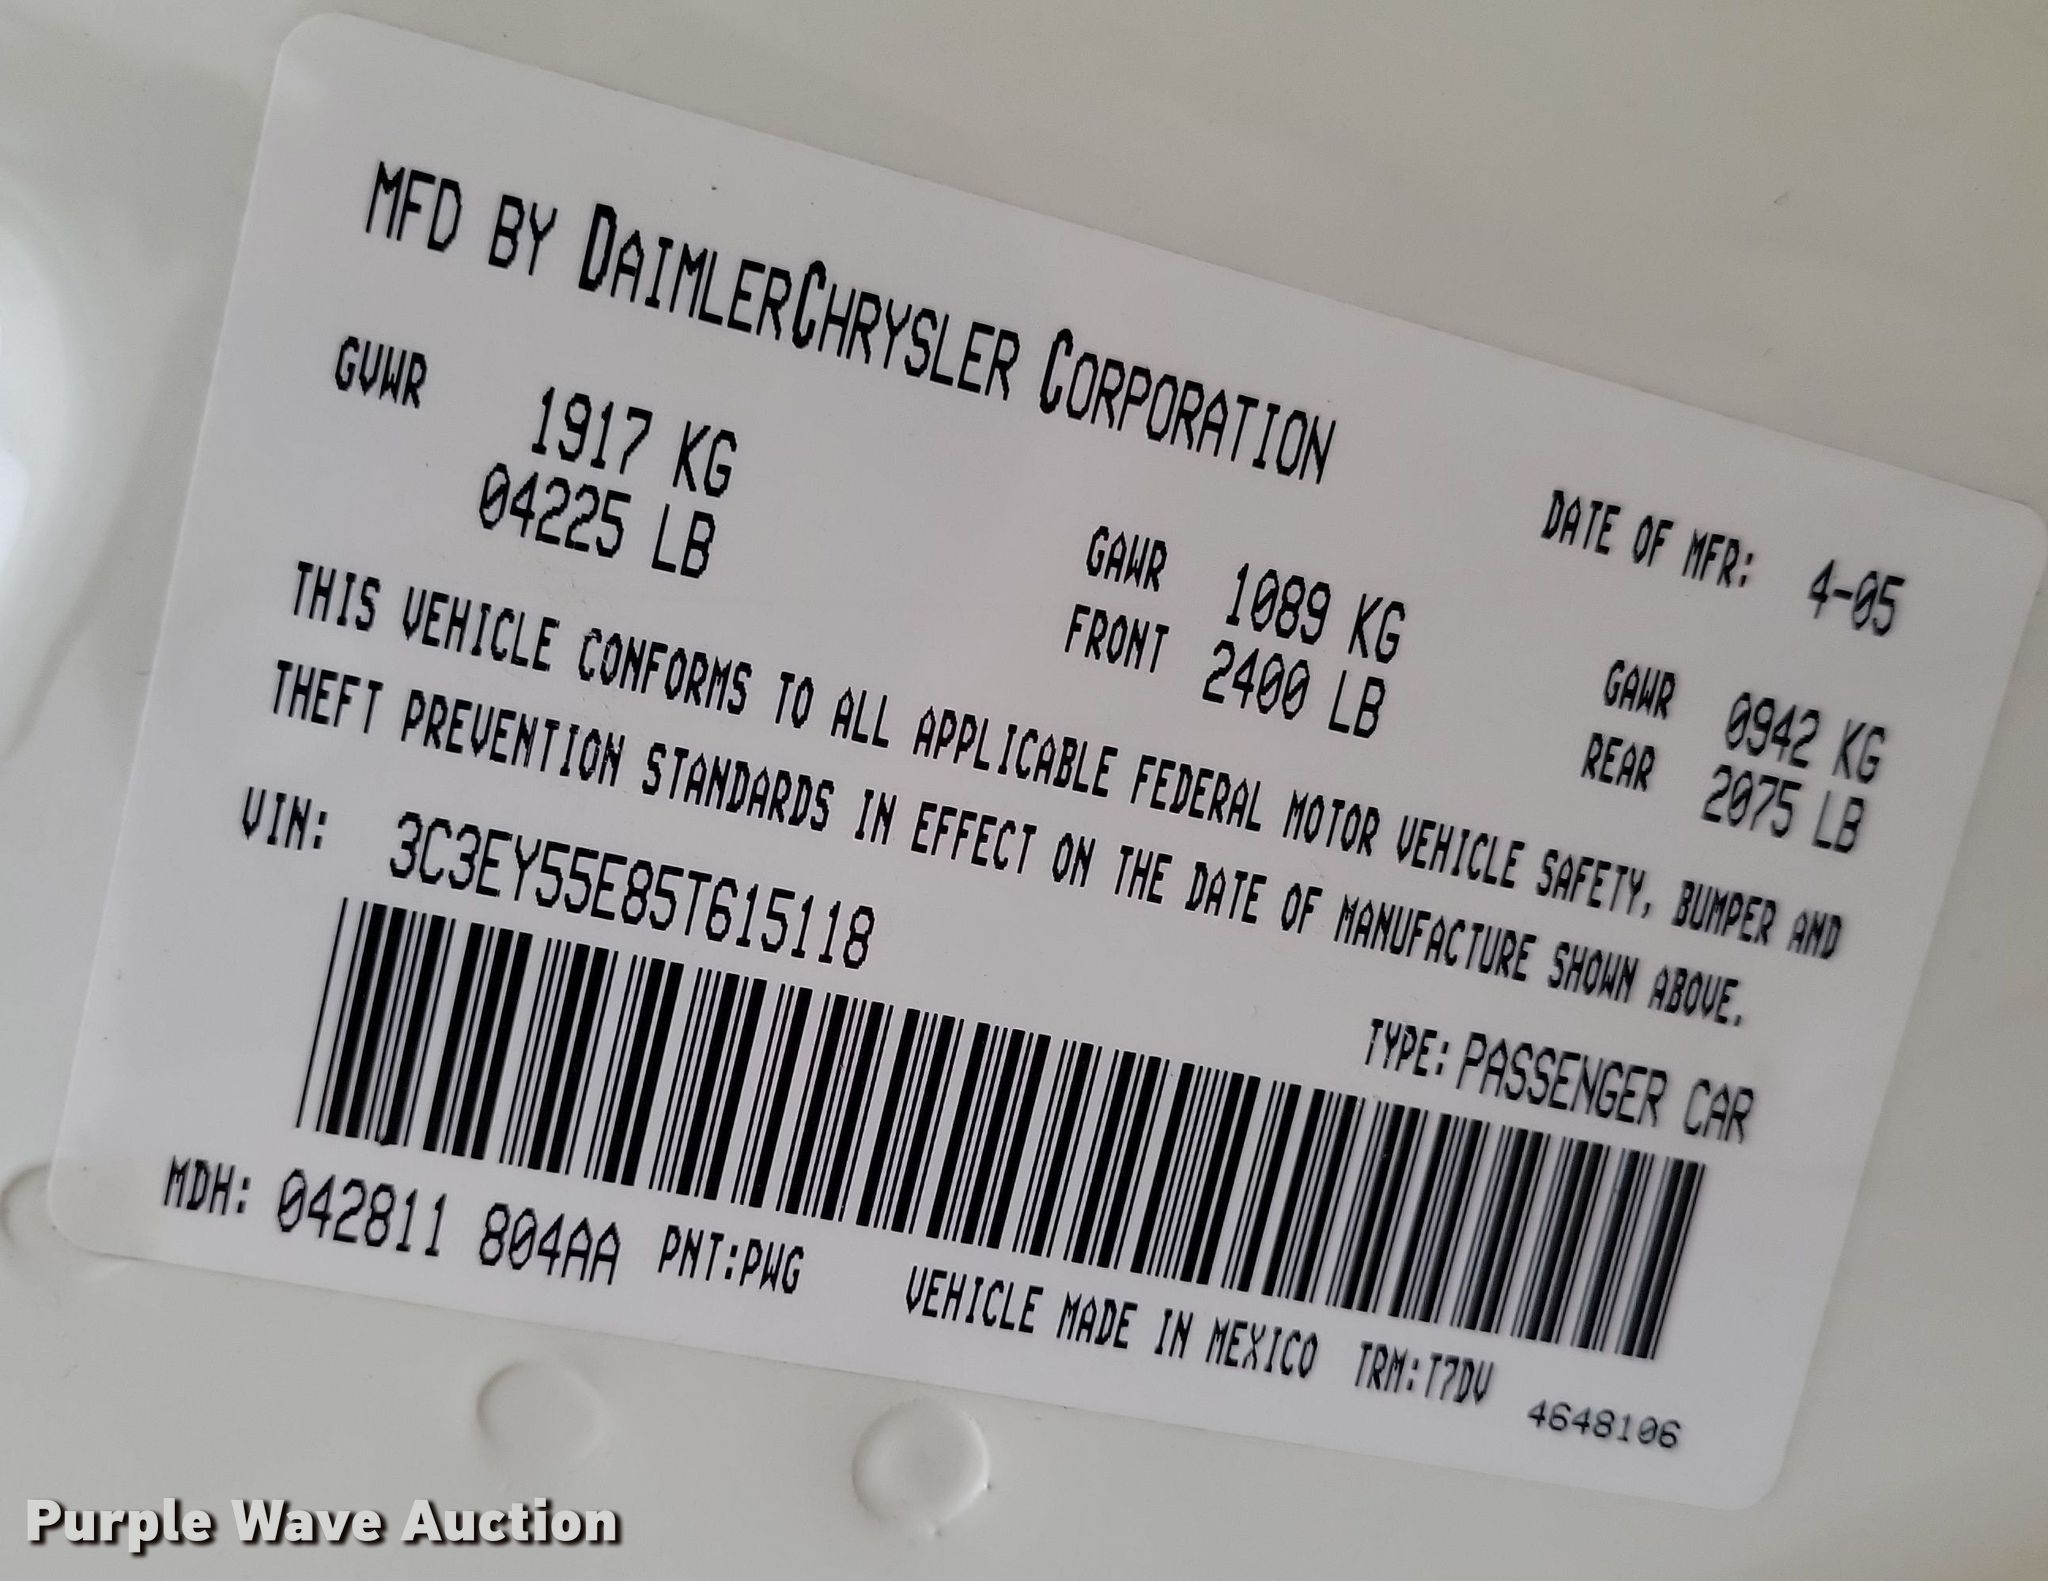 MFD BY DAIMLERCHRYSLER CORPORATION
DATE OF MFR: 4-05
GVWR 1917 KG
04225 LB
GAWR 1089 KG
FRONT 2400 LB
GAWR 0942 KG
REAR 2075 LB
THIS VEHICLE CONFORMS TO ALL APPLICABLE FEDERAL MOTOR VEHICLE SAFETY, BUMPER AND
THEFT PREVENTION STANDARDS IN EFFECT ON THE DATE OF MANUFACTURE SHOWN ABOVE.
VIN: 3C3EY55E85T615118
TYPE: PASSENGER CAR
MDH: 042811 804AA PNT:PWG VEHICLE MADE IN MEXICO TRM:T7DV 4648106
Purple Wave Auction